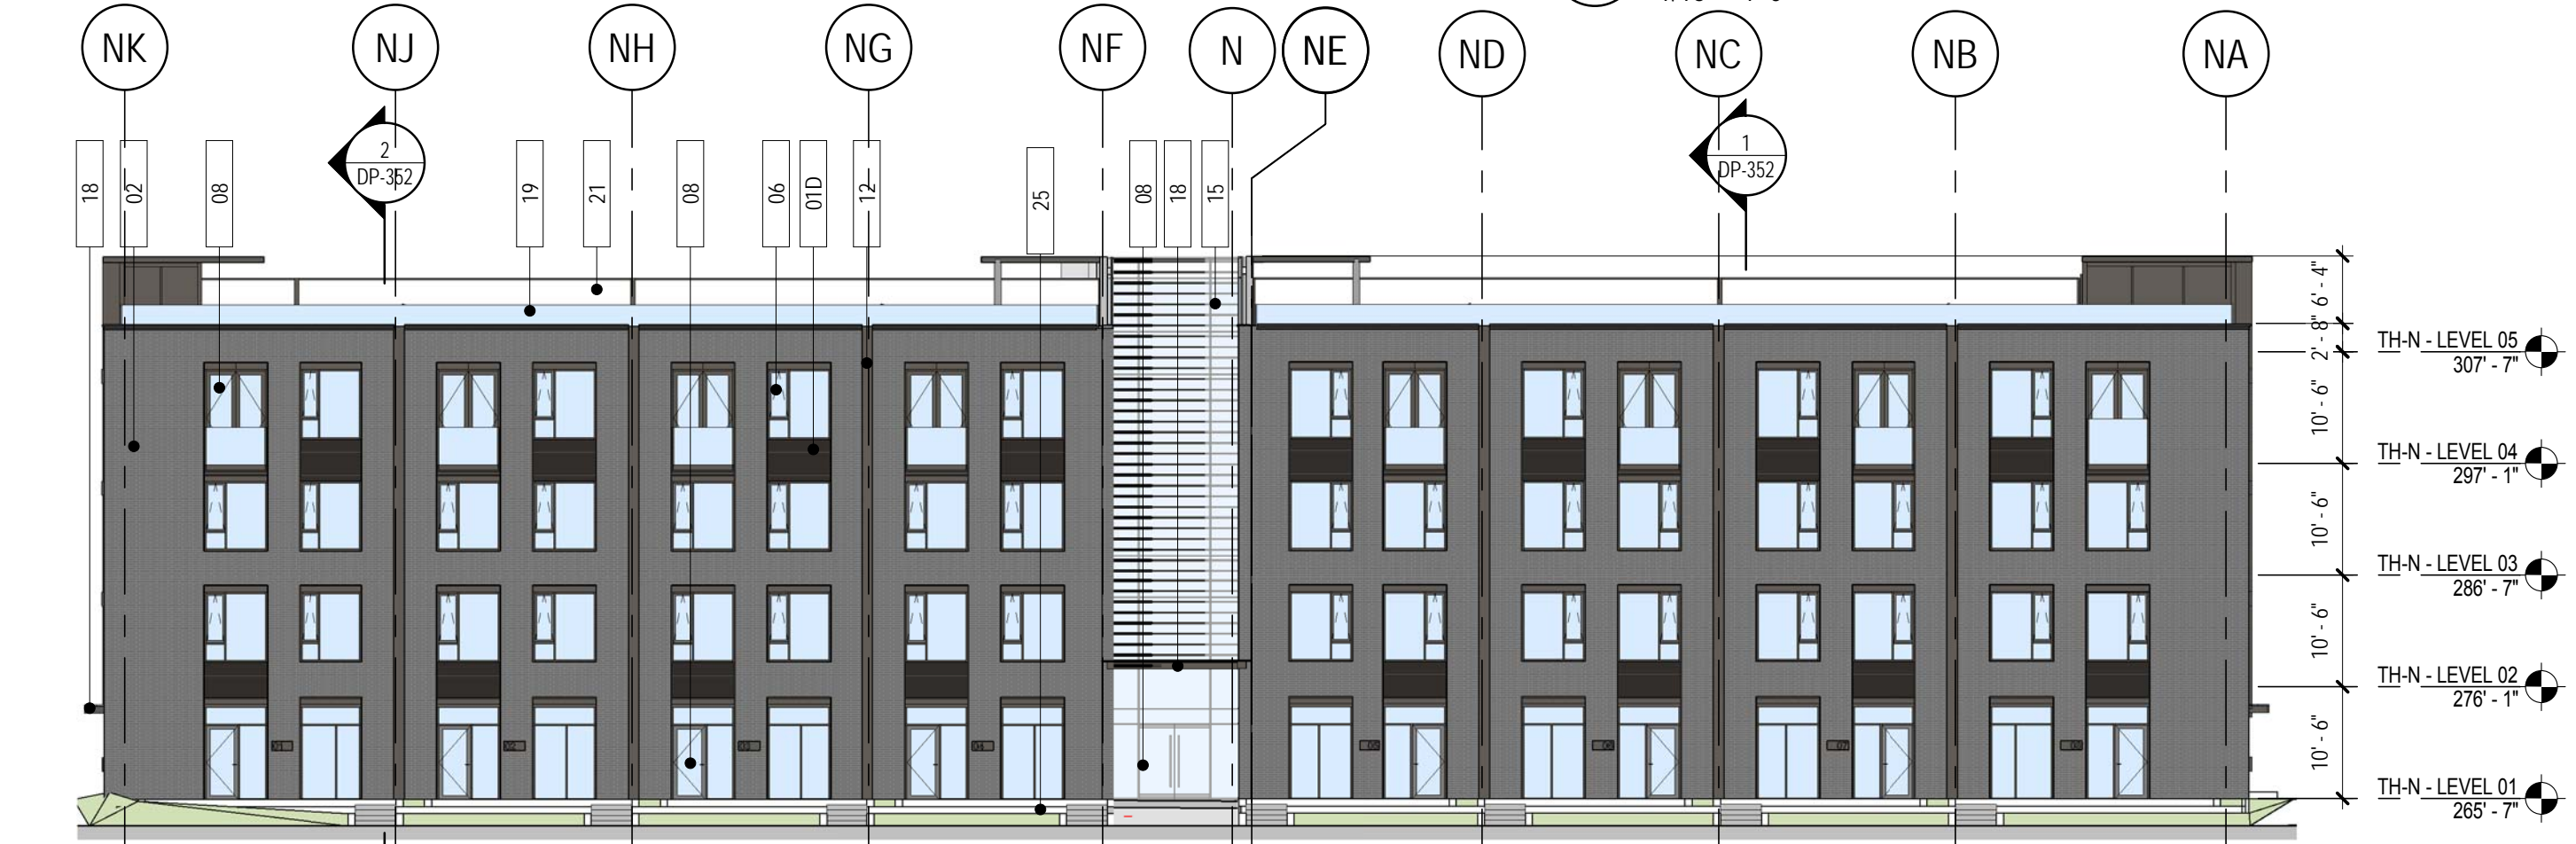 NK
NJ
NH
NG
NF
N
NE
ND
NC
NB
NA
2
DP-352
1
DP-352
18
02
08
19
21
08
06
01D
12
25
08
18
15
6' - 4"
2' - 8"
TH-N - LEVEL 05
307' - 7"
10' - 6"
TH-N - LEVEL 04
297' - 1"
10' - 6"
TH-N - LEVEL 03
286' - 7"
10' - 6"
TH-N - LEVEL 02
276' - 1"
10' - 6"
TH-N - LEVEL 01
265' - 7"